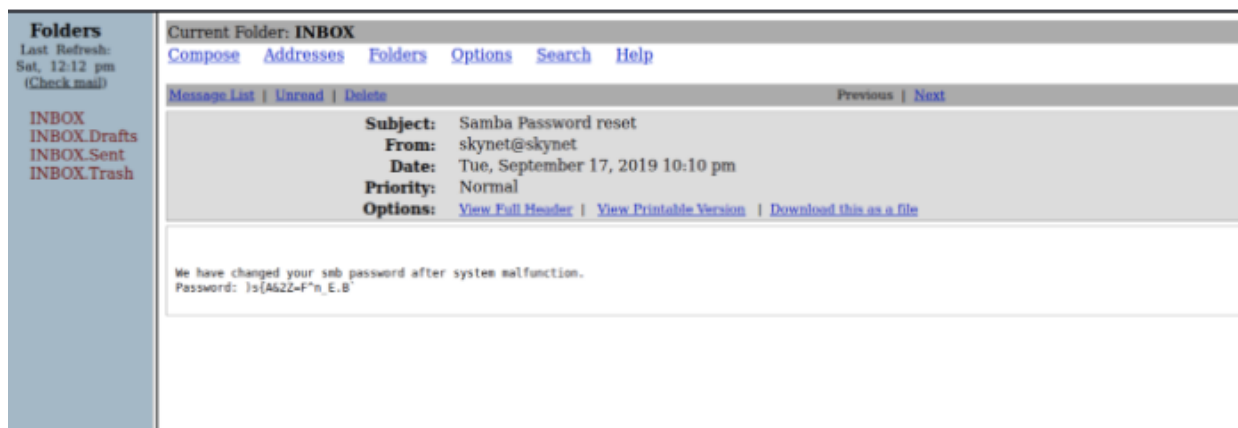 Folders
Last Refresh:
Sat, 12:12 pm
(Check mail)
INBOX
INBOX.Drafts
INBOX.Sent
INBOX.Trash
Current Folder: INBOX
Compose Addresses Folders Options Search Help
Message List | Unread | Delete Previous | Next
Subject: Samba Password reset
From: skynet@skynet
Date: Tue, September 17, 2019 10:10 pm
Priority: Normal
Options: View Full Header | View Printable Version | Download this as a file
We have changed your smb password after system malfunction.
Password: )s{A&2Z=F^n_E.B`